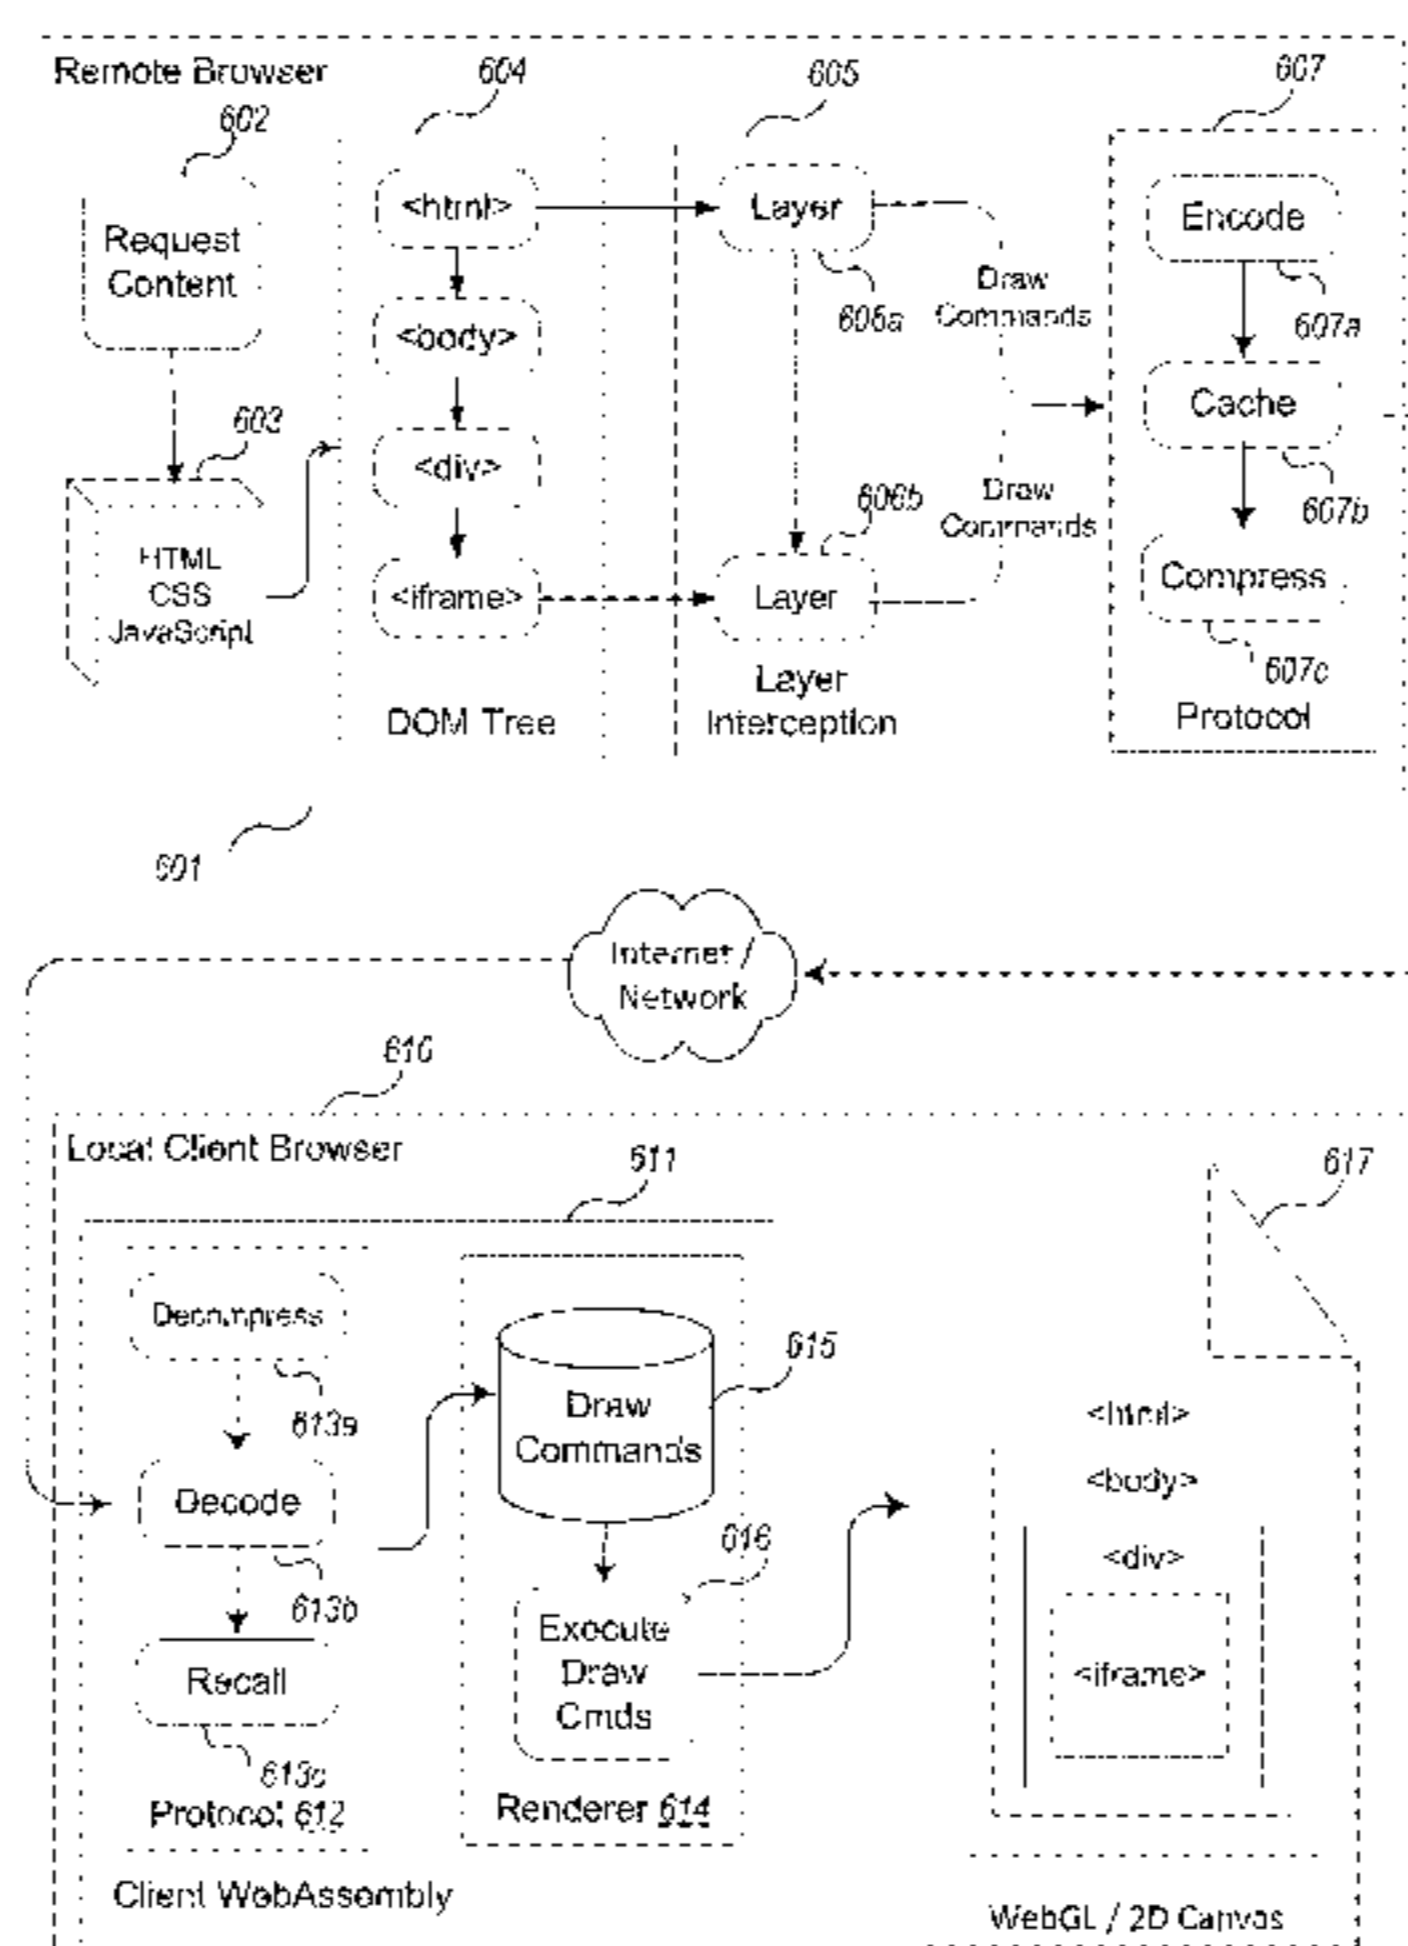 Remote Browser
604
605
607
602
<html>
Layer
Encode
Request
Content
Draw
Commands
606a
607a
<body>
Cache
603
<div>
606b
Draw
Commands
607b
HTML
CSS
JavaScript
<iframe>
Layer
Compress
607c
Layer
Interception
DOM Tree
Protocol
601
Internet /
Network
610
Local Client Browser
611
617
Decompress
615
Draw
Commands
613a
<html>
Decode
<body>
616
<div>
613b
Execute
Draw
Cmds
Recall
<iframe>
613c
Protocol 612
Renderer 614
Client WebAssembly
WebGL / 2D Canvas